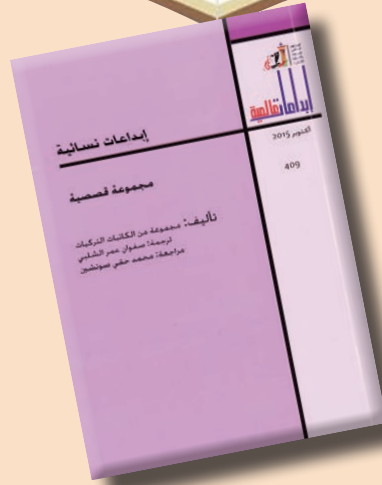 إبداعات عالمية
أكتوبر 2015
409
إبداعات نسائية
مجموعة قصصية
تأليف: مجموعة من الكاتبات التركيات
ترجمة: صفوان عمر الشلبي
مراجعة: محمد حقي صوتشين